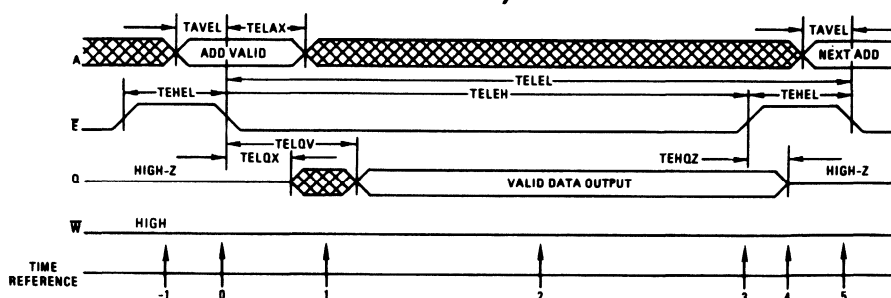 TAVEL TELAX TAVEL
A ADD VALID NEXT ADD
TELEL
TEHEL TELEH TEHEL
E
TELQV
TELQX TEHQZ
Q HIGH-Z VALID DATA OUTPUT HIGH-Z
W HIGH
TIME
REFERENCE
-1 0 1 2 3 4 5